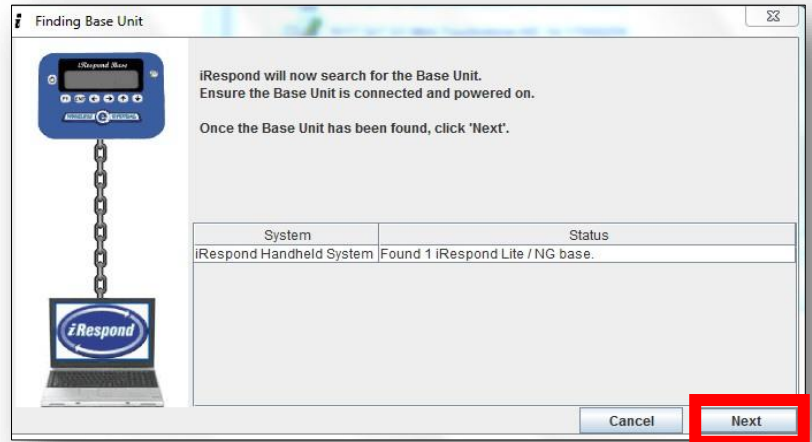 Finding Base Unit
iRespond Base
iRespond will now search for the Base Unit.
Ensure the Base Unit is connected and powered on.
Once the Base Unit has been found, click 'Next'.
System Status
iRespond Handheld System Found 1 iRespond Lite / NG base.
iRespond
Cancel Next